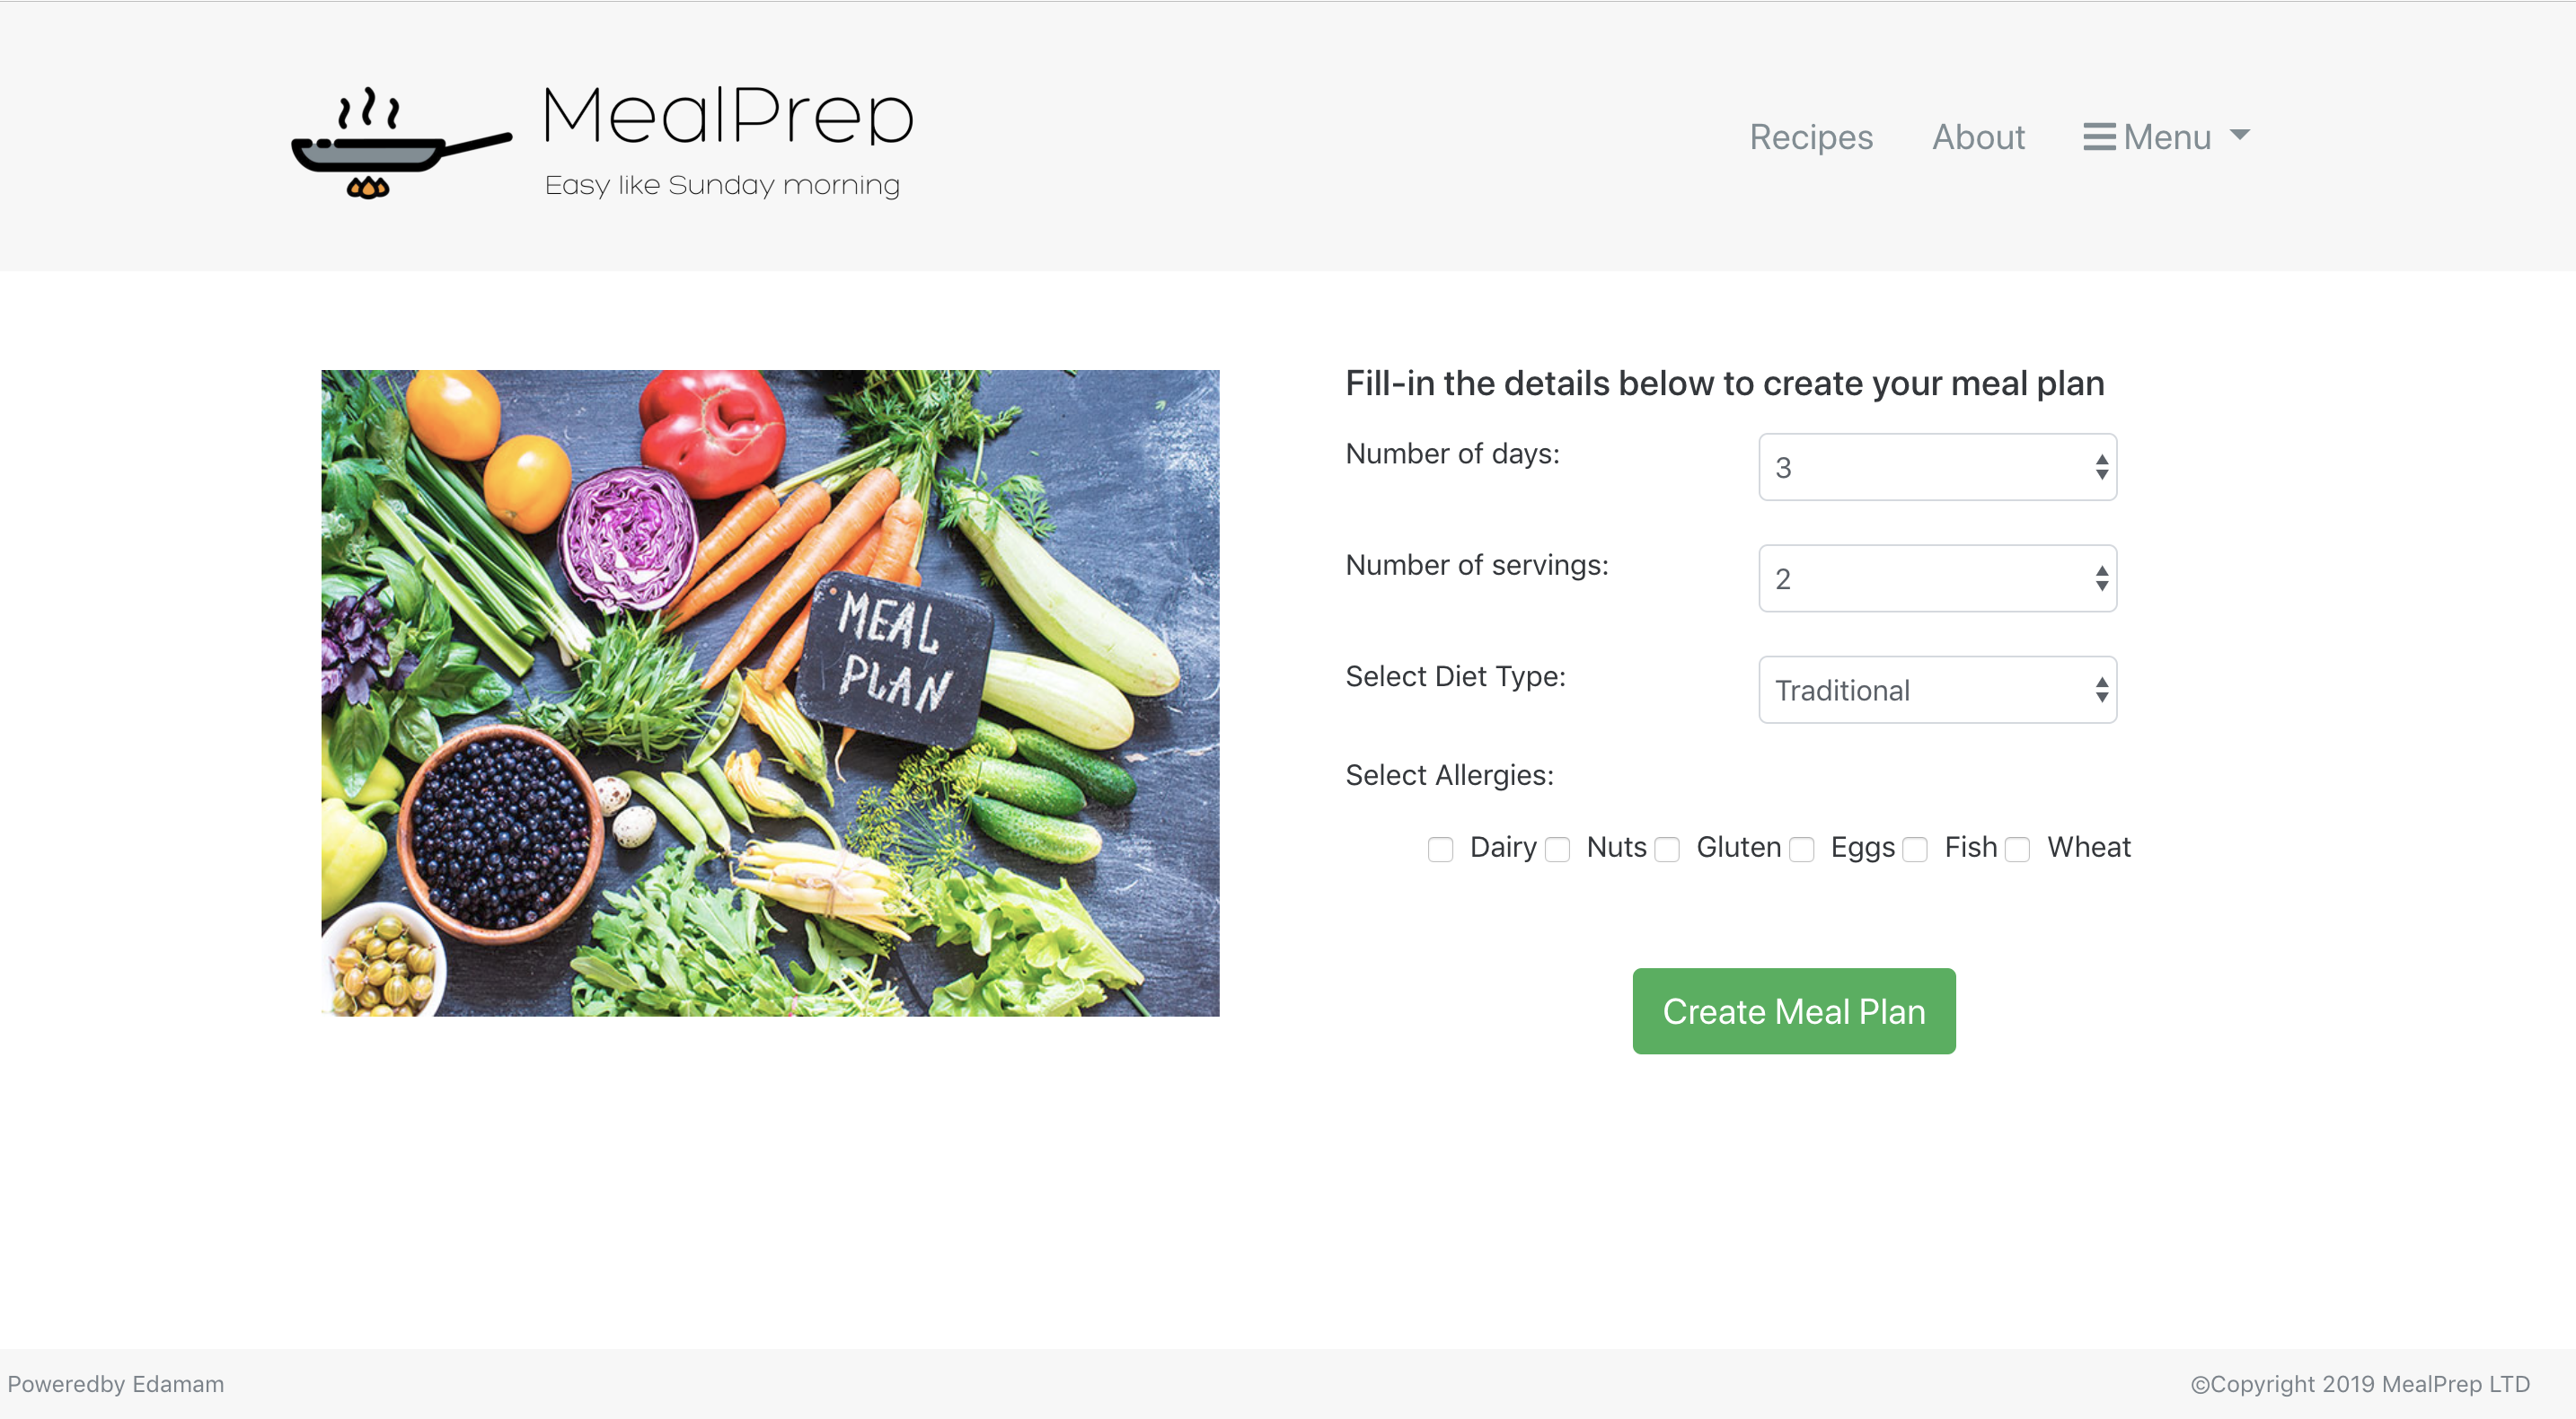 MealPrep
Easy like Sunday morning
Recipes About Menu
MEAL
PLAN
Fill-in the details below to create your meal plan
Number of days: 3
Number of servings: 2
Select Diet Type: Traditional
Select Allergies:
Dairy Nuts Gluten Eggs Fish Wheat
Create Meal Plan
Poweredby Edamam ©Copyright 2019 MealPrep LTD